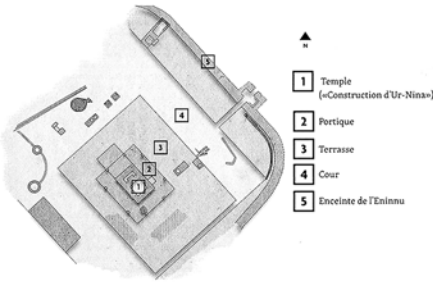 5
4
3
2
1
N
1 Temple
(«Construction d'Ur-Nina»)
2 Portique
3 Terrasse
4 Cour
5 Enceinte de l'Eninnu